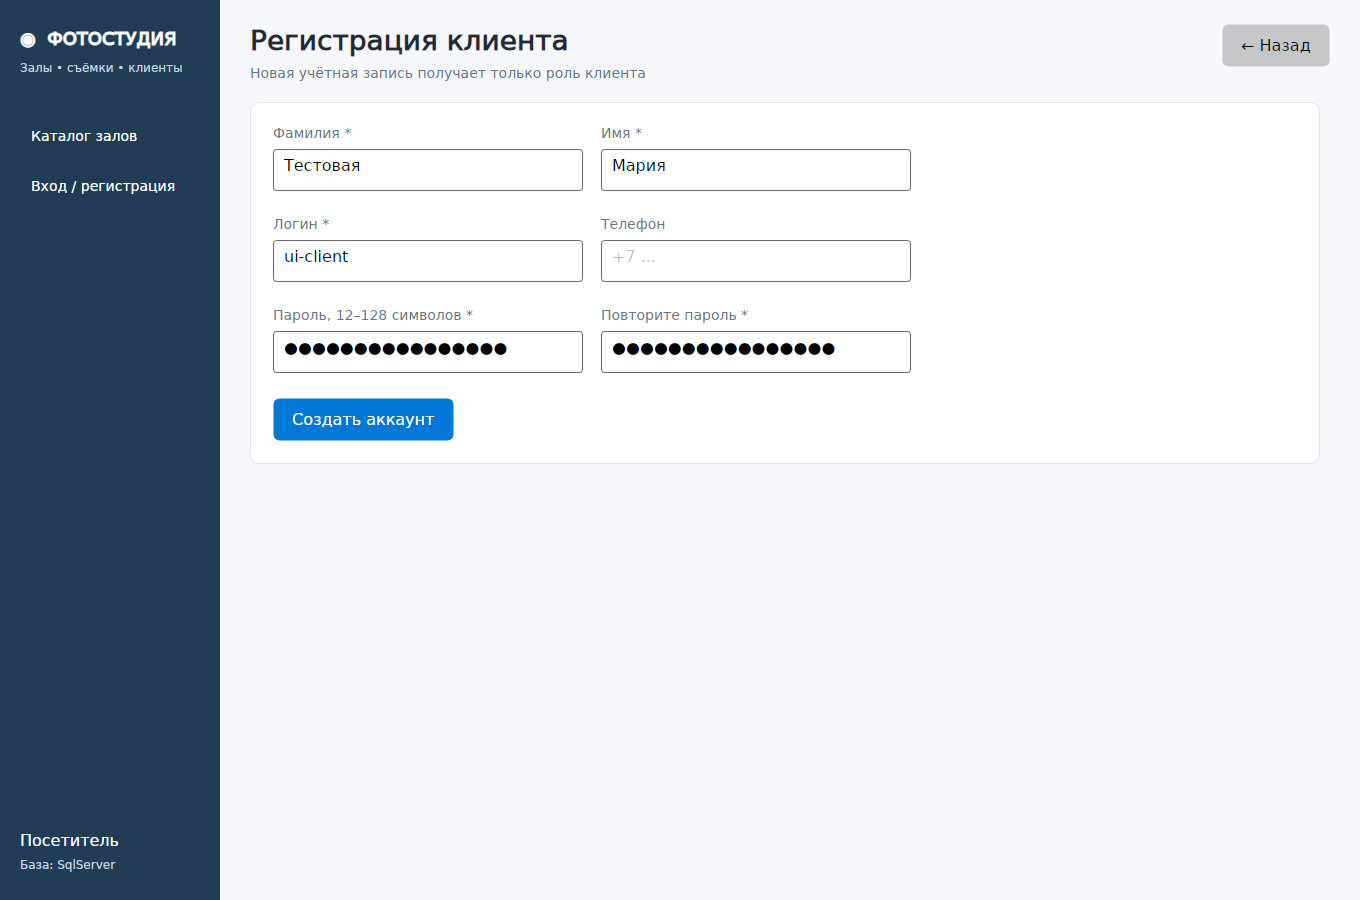 ◉ ФОТОСТУДИЯ
Залы • съёмки • клиенты
Каталог залов
Вход / регистрация
Посетитель
База: SqlServer
Регистрация клиента
Новая учётная запись получает только роль клиента
← Назад
Фамилия *
Тестовая
Имя *
Мария
Логин *
ui-client
Телефон
+7 ...
Пароль, 12–128 символов *
●●●●●●●●●●●●●●●●
Повторите пароль *
●●●●●●●●●●●●●●●●
Создать аккаунт